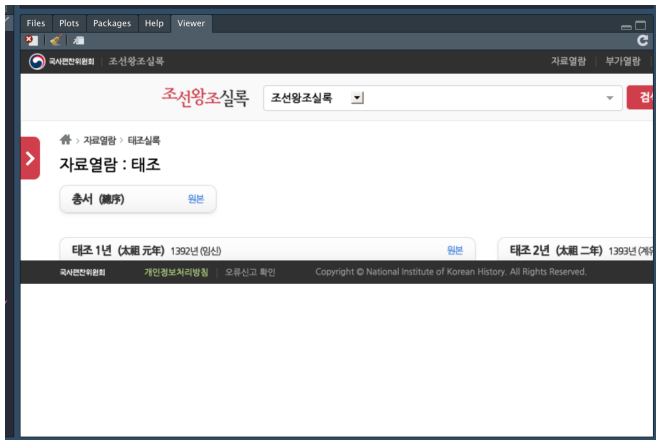 Files Plots Packages Help Viewer
국사편찬위원회 조선왕조실록 자료열람 부가열람
조선왕조실록 조선왕조실록
> 자료열람 > 태조실록
자료열람 : 태조
총서 (總序) 원본
태조 1년 (太祖 元年) 1392년(임신) 원본 태조 2년 (太祖 二年)
국사편찬위원회 개인정보처리방침 오류신고 확인 Copyright © National Institute of Korean History. All Rights Reserved.